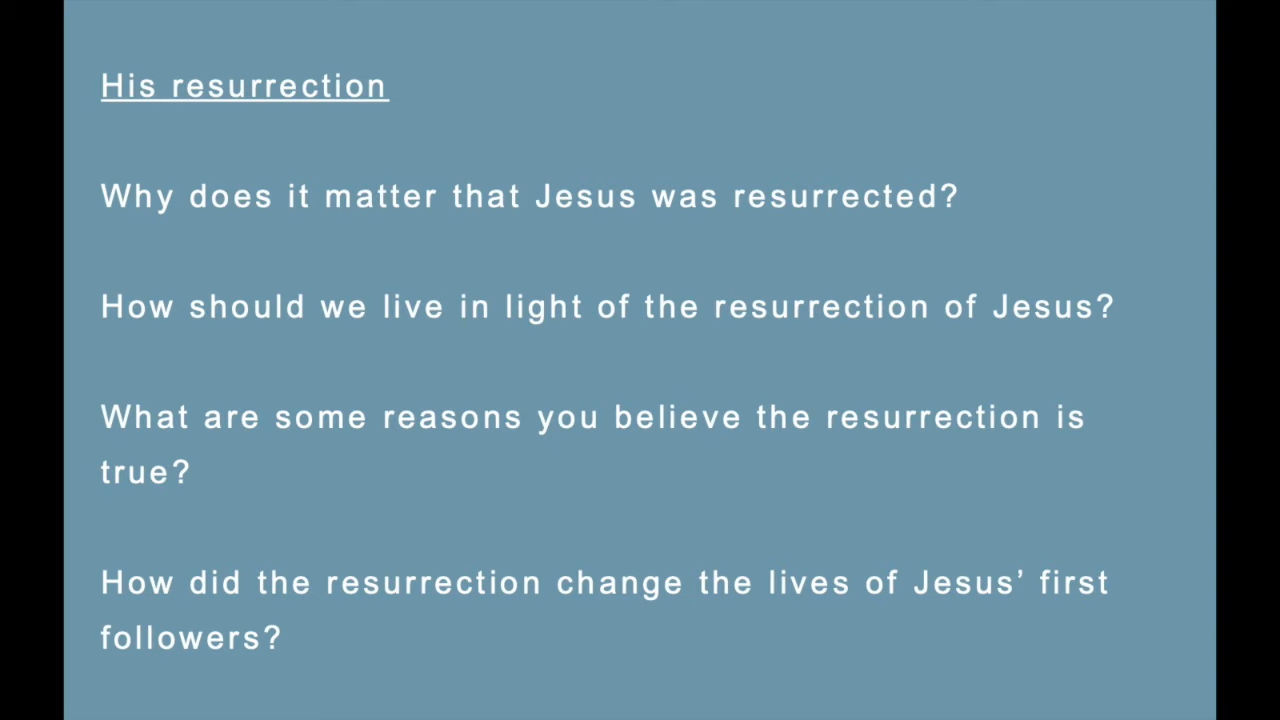 His resurrection
Why does it matter that Jesus was resurrected?
How should we live in light of the resurrection of Jesus?
What are some reasons you believe the resurrection is
true?
How did the resurrection change the lives of Jesus’ first
followers?